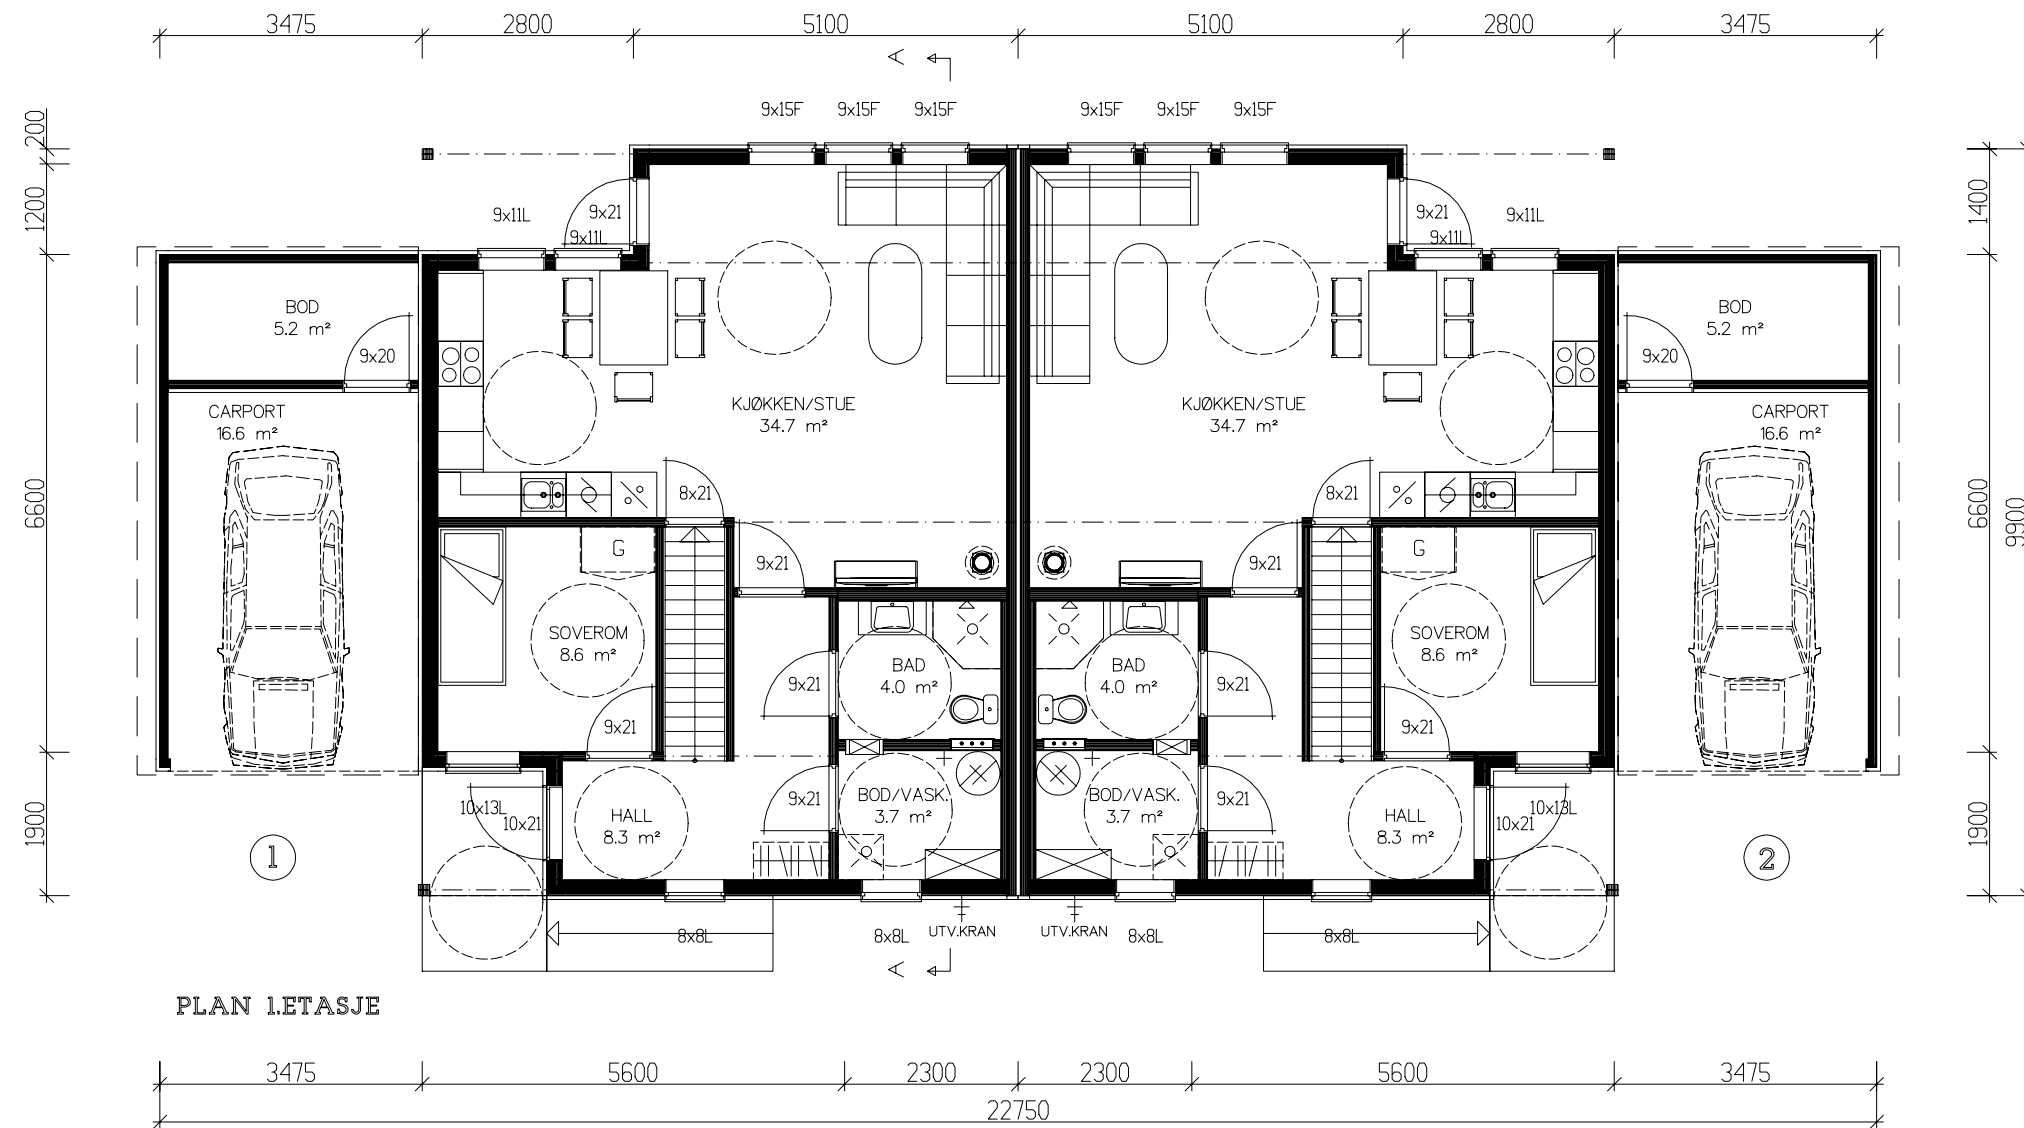 3475 2800 5100 5100 2800 3475
A
9x15F 9x15F 9x15F 9x15F 9x15F 9x15F
200
1200
6600
1900
1400
6600
1900
9900
9x11L 9x21 9x21 9x11L
9x11L 9x11L
BOD
5.2 m²
9x20
BOD
5.2 m²
9x20
CARPORT
16.6 m²
KJØKKEN/STUE
34.7 m²
KJØKKEN/STUE
34.7 m²
CARPORT
16.6 m²
8x21 8x21
G 9x21 9x21 G
SOVEROM
8.6 m²
BAD
4.0 m²
BAD
4.0 m²
SOVEROM
8.6 m²
9x21 9x21
9x21 9x21
10x13L
10x21
HALL
8.3 m²
9x21
BOD/VASK.
3.7 m²
BOD/VASK.
3.7 m²
9x21
HALL
8.3 m²
10x13L
10x21
1 2
8x8L 8x8L UTV.KRAN UTV.KRAN 8x8L 8x8L
A
PLAN 1.ETASJE
3475 5600 2300 2300 5600 3475
22750